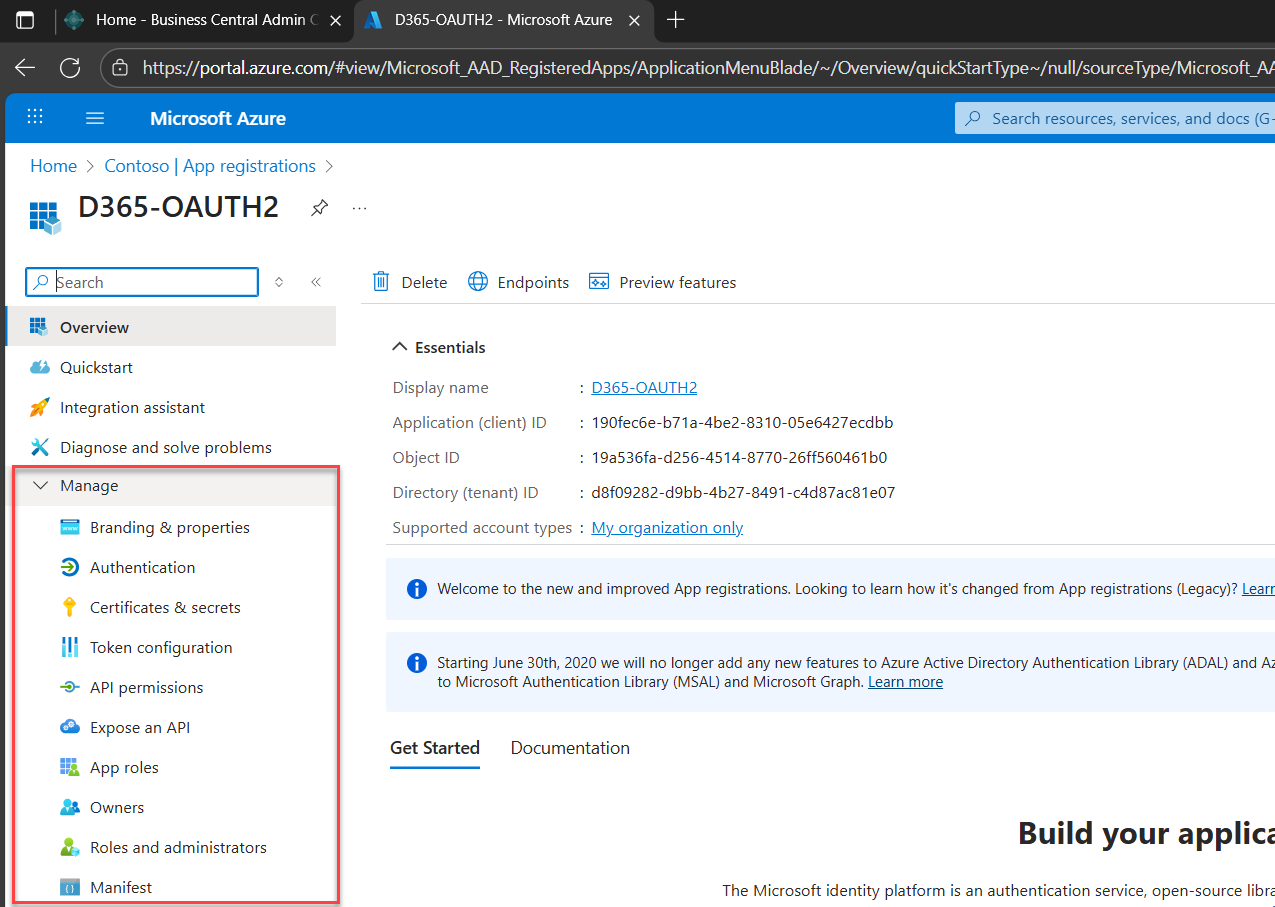 Home - Business Central Admin C
D365-OAUTH2 - Microsoft Azure
https://portal.azure.com/#view/Microsoft_AAD_RegisteredApps/ApplicationMenuBlade/~/Overview/quickStartType~/null/sourceType/Microsoft_AA
Microsoft Azure
Search resources, services, and docs (G-
Home > Contoso | App registrations >
D365-OAUTH2
...
Search
Delete
Endpoints
Preview features
Overview
Quickstart
Integration assistant
Diagnose and solve problems
Manage
Branding & properties
Authentication
Certificates & secrets
Token configuration
API permissions
Expose an API
App roles
Owners
Roles and administrators
Manifest
Essentials
Display name : D365-OAUTH2
Application (client) ID : 190fec6e-b71a-4be2-8310-05e6427ecdbb
Object ID : 19a536fa-d256-4514-8770-26ff560461b0
Directory (tenant) ID : d8f09282-d9bb-4b27-8491-c4d87ac81e07
Supported account types : My organization only
Welcome to the new and improved App registrations. Looking to learn how it's changed from App registrations (Legacy)? Learn
Starting June 30th, 2020 we will no longer add any new features to Azure Active Directory Authentication Library (ADAL) and Az
to Microsoft Authentication Library (MSAL) and Microsoft Graph. Learn more
Get Started
Documentation
Build your applica
The Microsoft identity platform is an authentication service, open-source libra